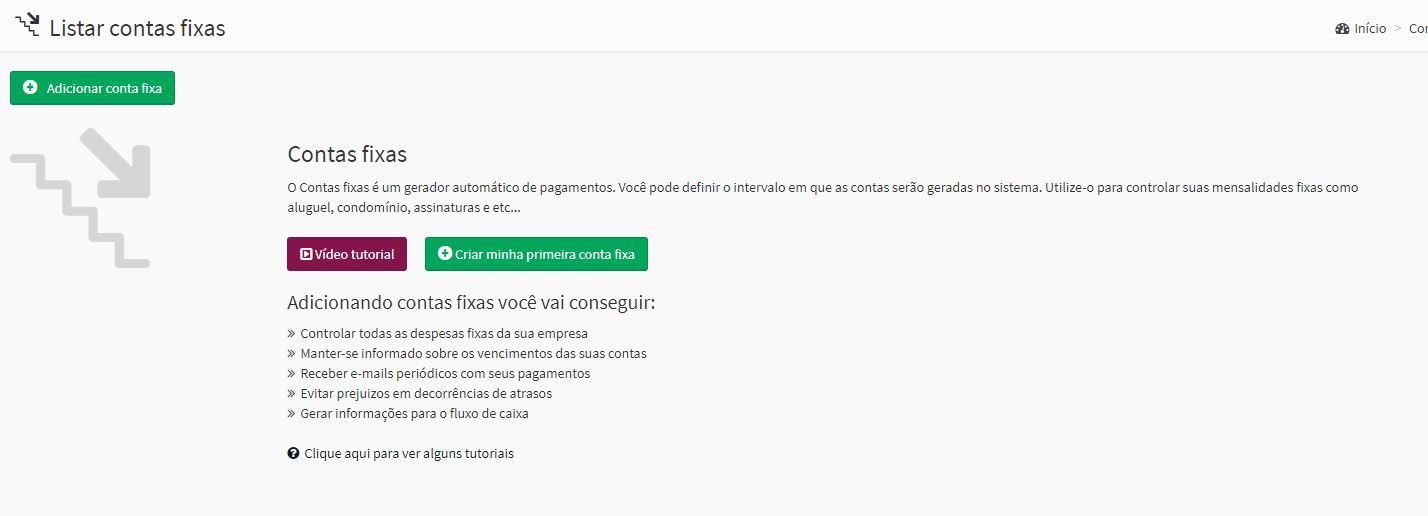 Listar contas fixas
Início > Con
Adicionar conta fixa
Contas fixas
O Contas fixas é um gerador automático de pagamentos. Você pode definir o intervalo em que as contas serão geradas no sistema. Utilize-o para controlar suas mensalidades fixas como
aluguel, condomínio, assinaturas e etc...
Vídeo tutorial
Criar minha primeira conta fixa
Adicionando contas fixas você vai conseguir:
» Controlar todas as despesas fixas da sua empresa
» Manter-se informado sobre os vencimentos das suas contas
» Receber e-mails periódicos com seus pagamentos
» Evitar prejuizos em decorrências de atrasos
» Gerar informações para o fluxo de caixa
Clique aqui para ver alguns tutoriais